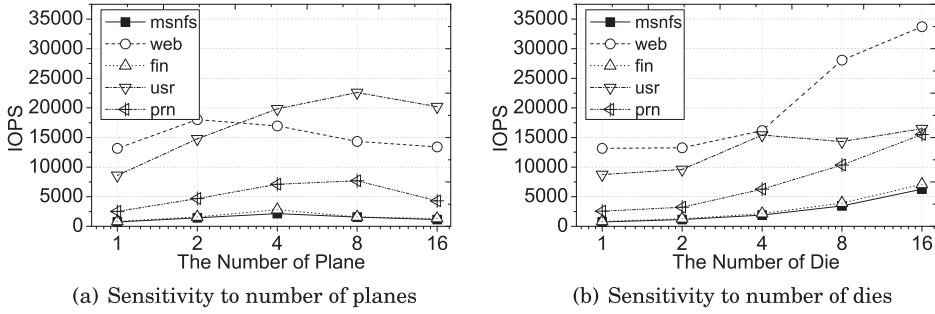 35000
30000
25000
20000
15000
10000
5000
0
IOPS
msnfs
web
fin
usr
prn
1 2 4 8 16
The Number of Plane
(a) Sensitivity to number of planes
35000
30000
25000
20000
15000
10000
5000
0
IOPS
msnfs
web
fin
usr
prn
1 2 4 8 16
The Number of Die
(b) Sensitivity to number of dies